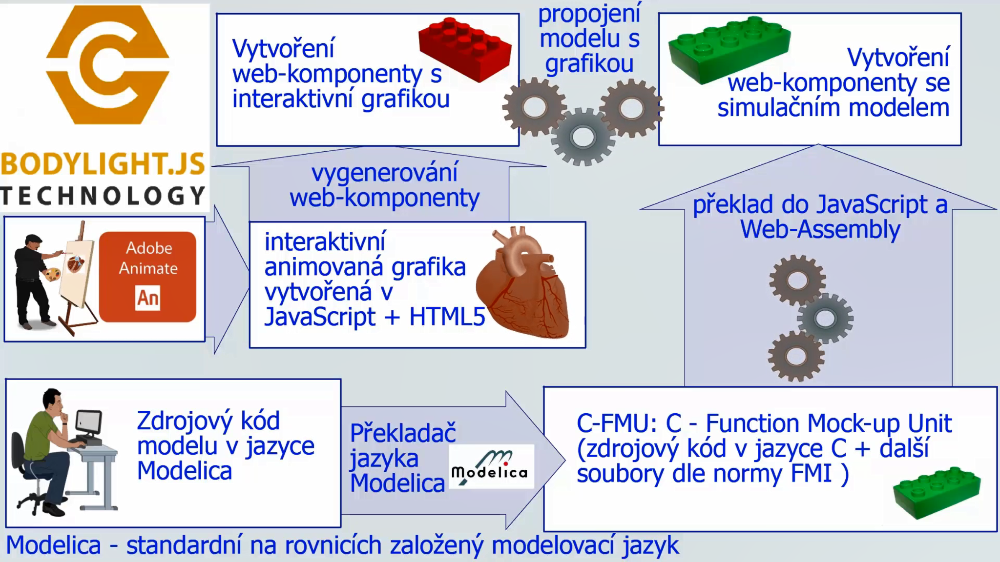 BODYLIGHT.JS
TECHNOLOGY
Vytvoření
web-komponenty s
interaktivní grafikou
propojení
modelu s
grafikou
Vytvoření
web-komponenty se
simulačním modelem
vygenerování
web-komponenty
překlad do JavaScript a
Web-Assembly
Adobe
Animate
An
interaktivní
animovaná grafika
vytvořená v
JavaScript + HTML5
Zdrojový kód
modelu v jazyce
Modelica
Překladač
jazyka
Modelica
Modelica
C-FMU: C - Function Mock-up Unit
(zdrojový kód v jazyce C + další
soubory dle normy FMI )
Modelica - standardní na rovnicích založený modelovací jazyk